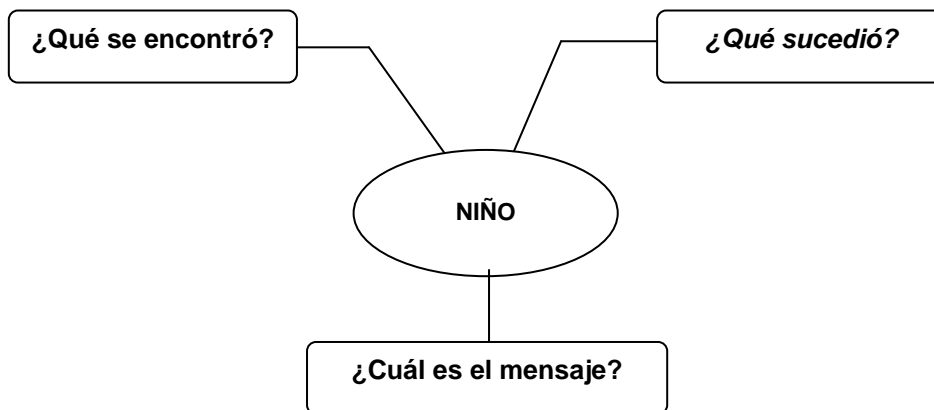 ¿Qué se encontró?
¿Qué sucedió?
NIÑO
¿Cuál es el mensaje?